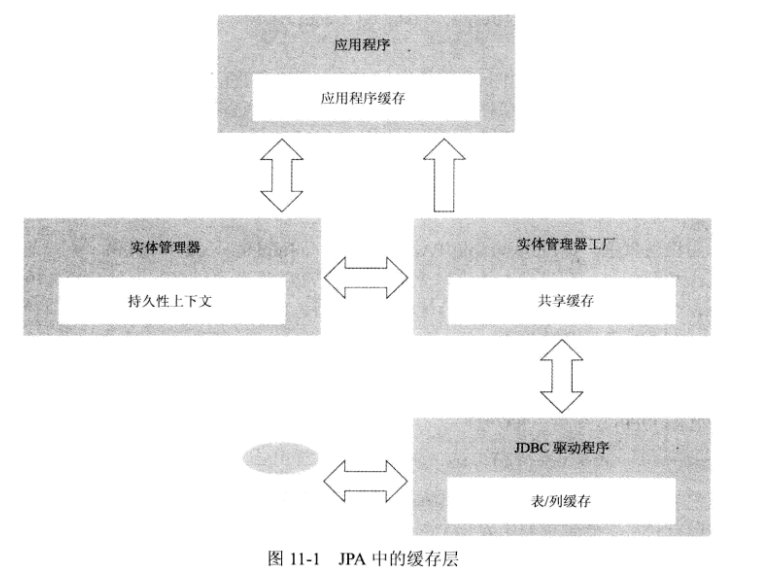 应用程序
应用程序缓存
实体管理器
持久性上下文
实体管理器工厂
共享缓存
JDBC 驱动程序
表/列缓存
图 11-1 JPA 中的缓存层